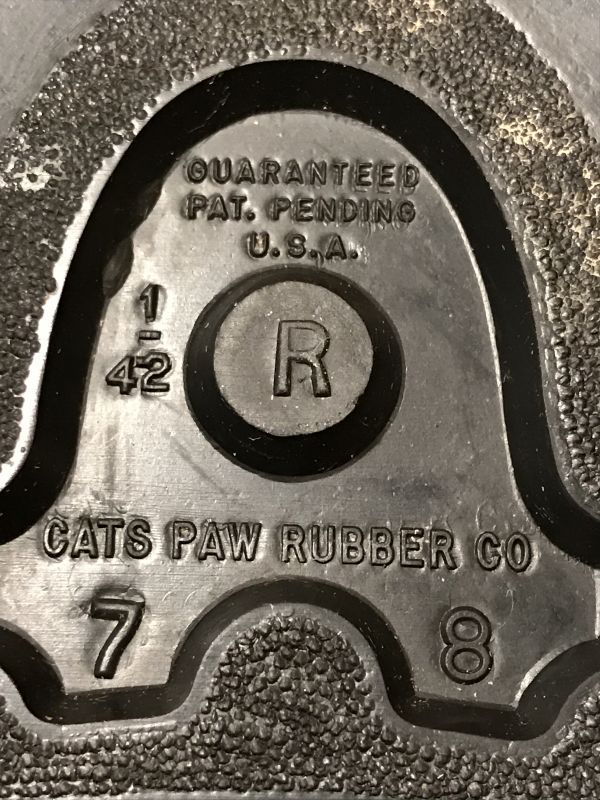 GUARANTEED
PAT. PENDING
U.S.A.
1
-
42
R
CATS PAW RUBBER CO
7 8